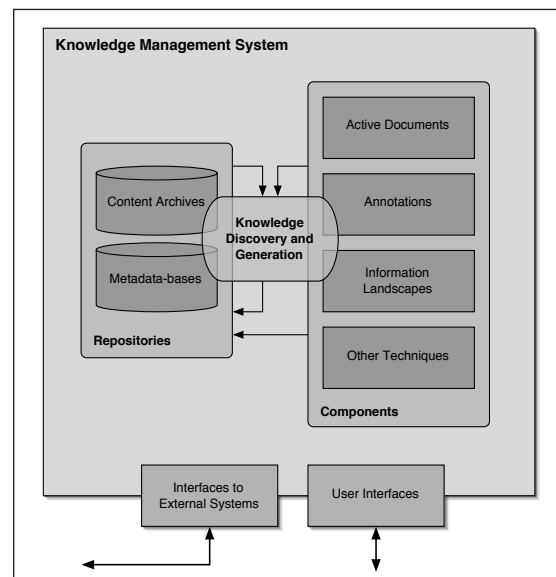 Knowledge Management System
Active Documents
Content Archives
Annotations
Knowledge
Discovery and
Generation
Metadata-bases
Information
Landscapes
Repositories
Other Techniques
Components
Interfaces to
External Systems
User Interfaces